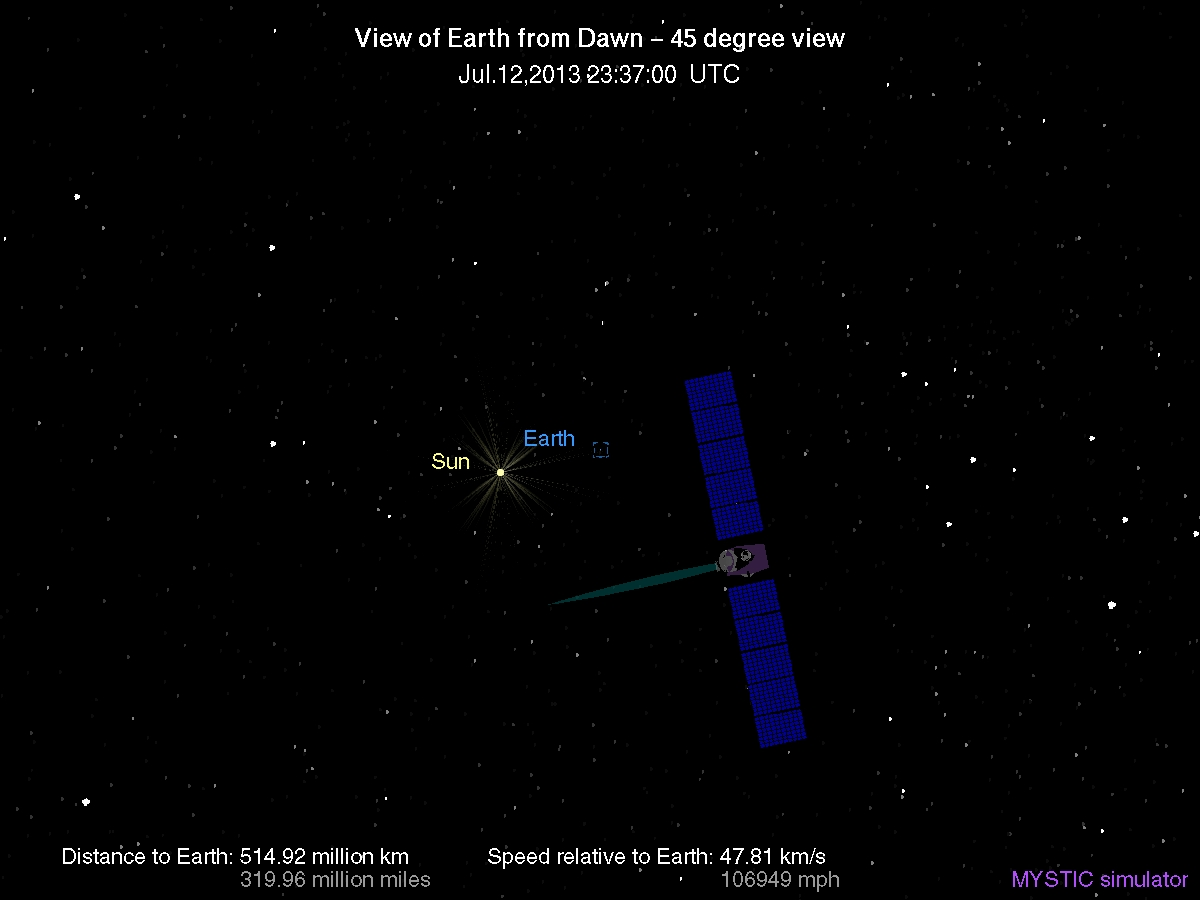 View of Earth from Dawn – 45 degree view
Jul.12,2013 23:37:00 UTC
Earth
Sun
Distance to Earth: 514.92 million km
319.96 million miles
Speed relative to Earth: 47.81 km/s
106949 mph
MYSTIC simulator